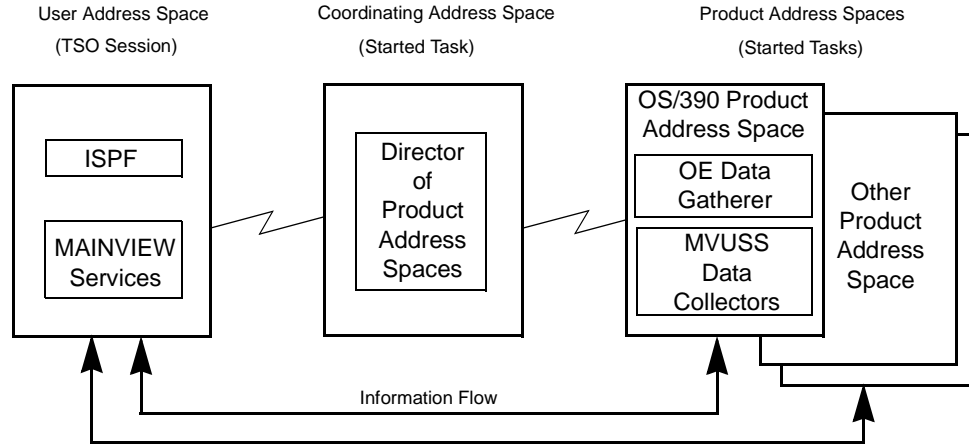 User Address Space
(TSO Session)
Coordinating Address Space
(Started Task)
Product Address Spaces
(Started Tasks)
ISPF
MAINVIEW
Services
Director
of
Product
Address
Spaces
OS/390 Product
Address Space
OE Data
Gatherer
MVUSS
Data
Collectors
Other
Product
Address
Space
Information Flow